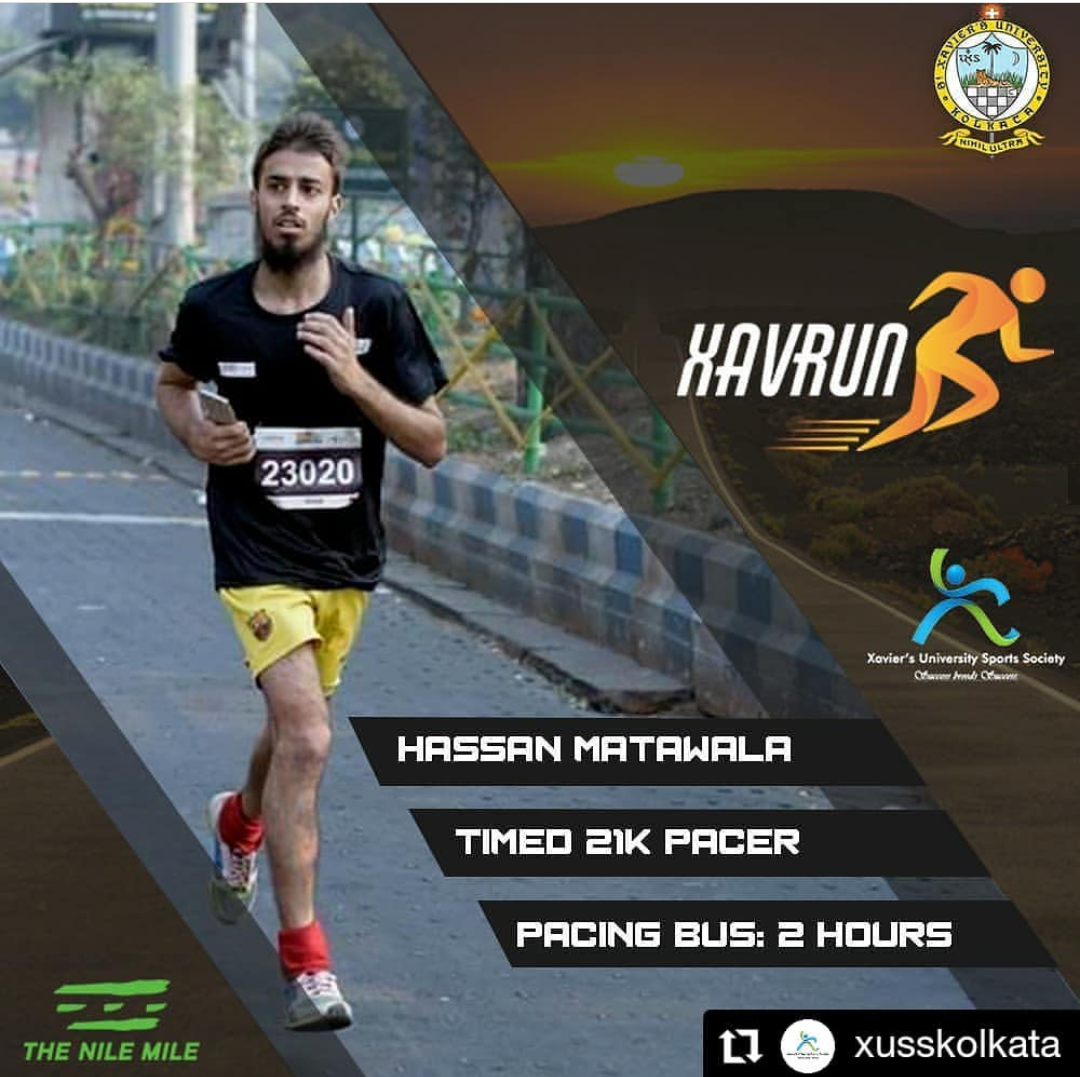 ST XAVIER'S UNIVERSITY
KOLKATA
NIHIL ULTRA
XAVRUN
23020
Xavier's University Sports Society
HASSAN MATAWALA
TIMED 21K PACER
PACING BUS: 2 HOURS
THE NILE MILE
xusskolkata